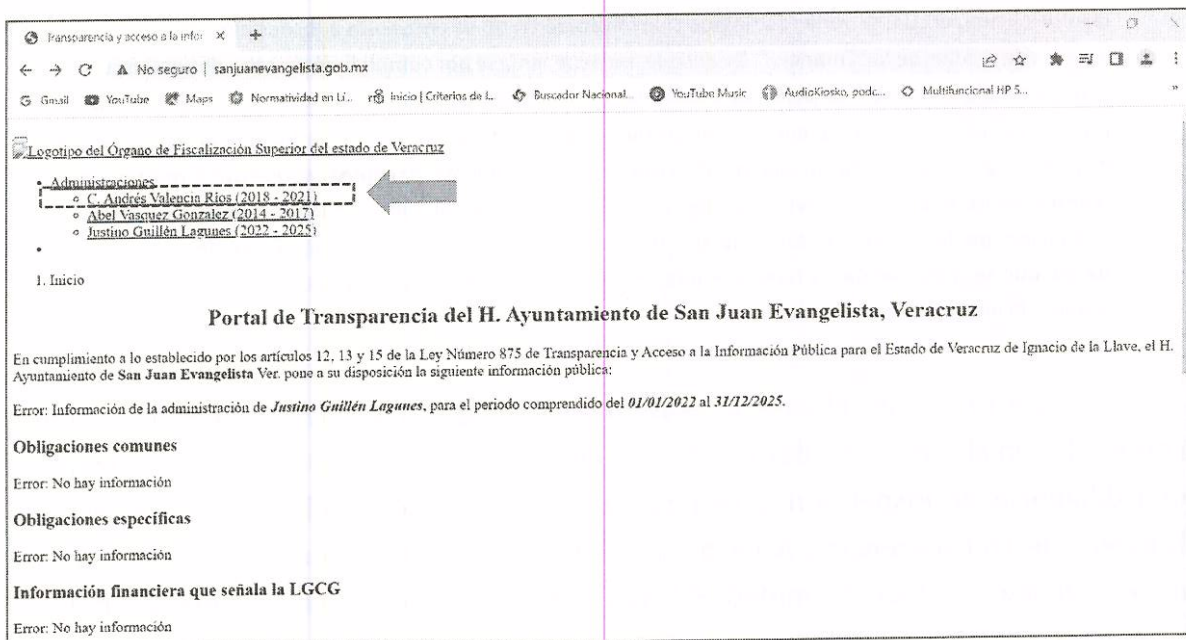 Transparencia y acceso a la infor
No seguro | sanjuanevangelista.gob.mx
Gmail YouTube Maps Normatividad en Lí... Inicio | Criterios de I... Buscador Nacional... YouTube Music AudioKiosko, podc... Multifuncional HP S... »
Logotipo del Órgano de Fiscalización Superior del estado de Veracruz
Administraciones
C. Andrés Valencia Ríos (2018 - 2021)
Abel Vasquez Gonzalez (2014 - 2017)
Justino Guillén Lagunes (2022 - 2025)
1. Inicio
Portal de Transparencia del H. Ayuntamiento de San Juan Evangelista, Veracruz
En cumplimiento a lo establecido por los artículos 12, 13 y 15 de la Ley Número 875 de Transparencia y Acceso a la Información Pública para el Estado de Veracruz de Ignacio de la Llave, el H.
Ayuntamiento de San Juan Evangelista Ver. pone a su disposición la siguiente información pública:
Error: Información de la administración de Justino Guillén Lagunes, para el periodo comprendido del 01/01/2022 al 31/12/2025.
Obligaciones comunes
Error: No hay información
Obligaciones específicas
Error: No hay información
Información financiera que señala la LGCG
Error: No hay información